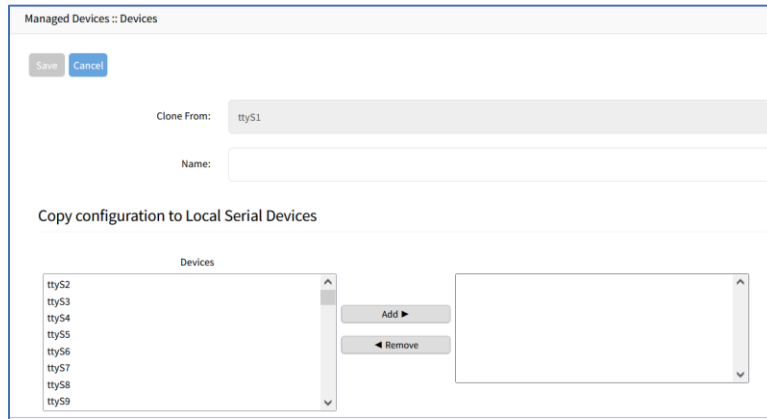 Managed Devices :: Devices
Save Cancel
Clone From: ttyS1
Name:
Copy configuration to Local Serial Devices
Devices
ttyS2
ttyS3
ttyS4
ttyS5
ttyS6
ttyS7
ttyS8
ttyS9
Add ►
◄ Remove